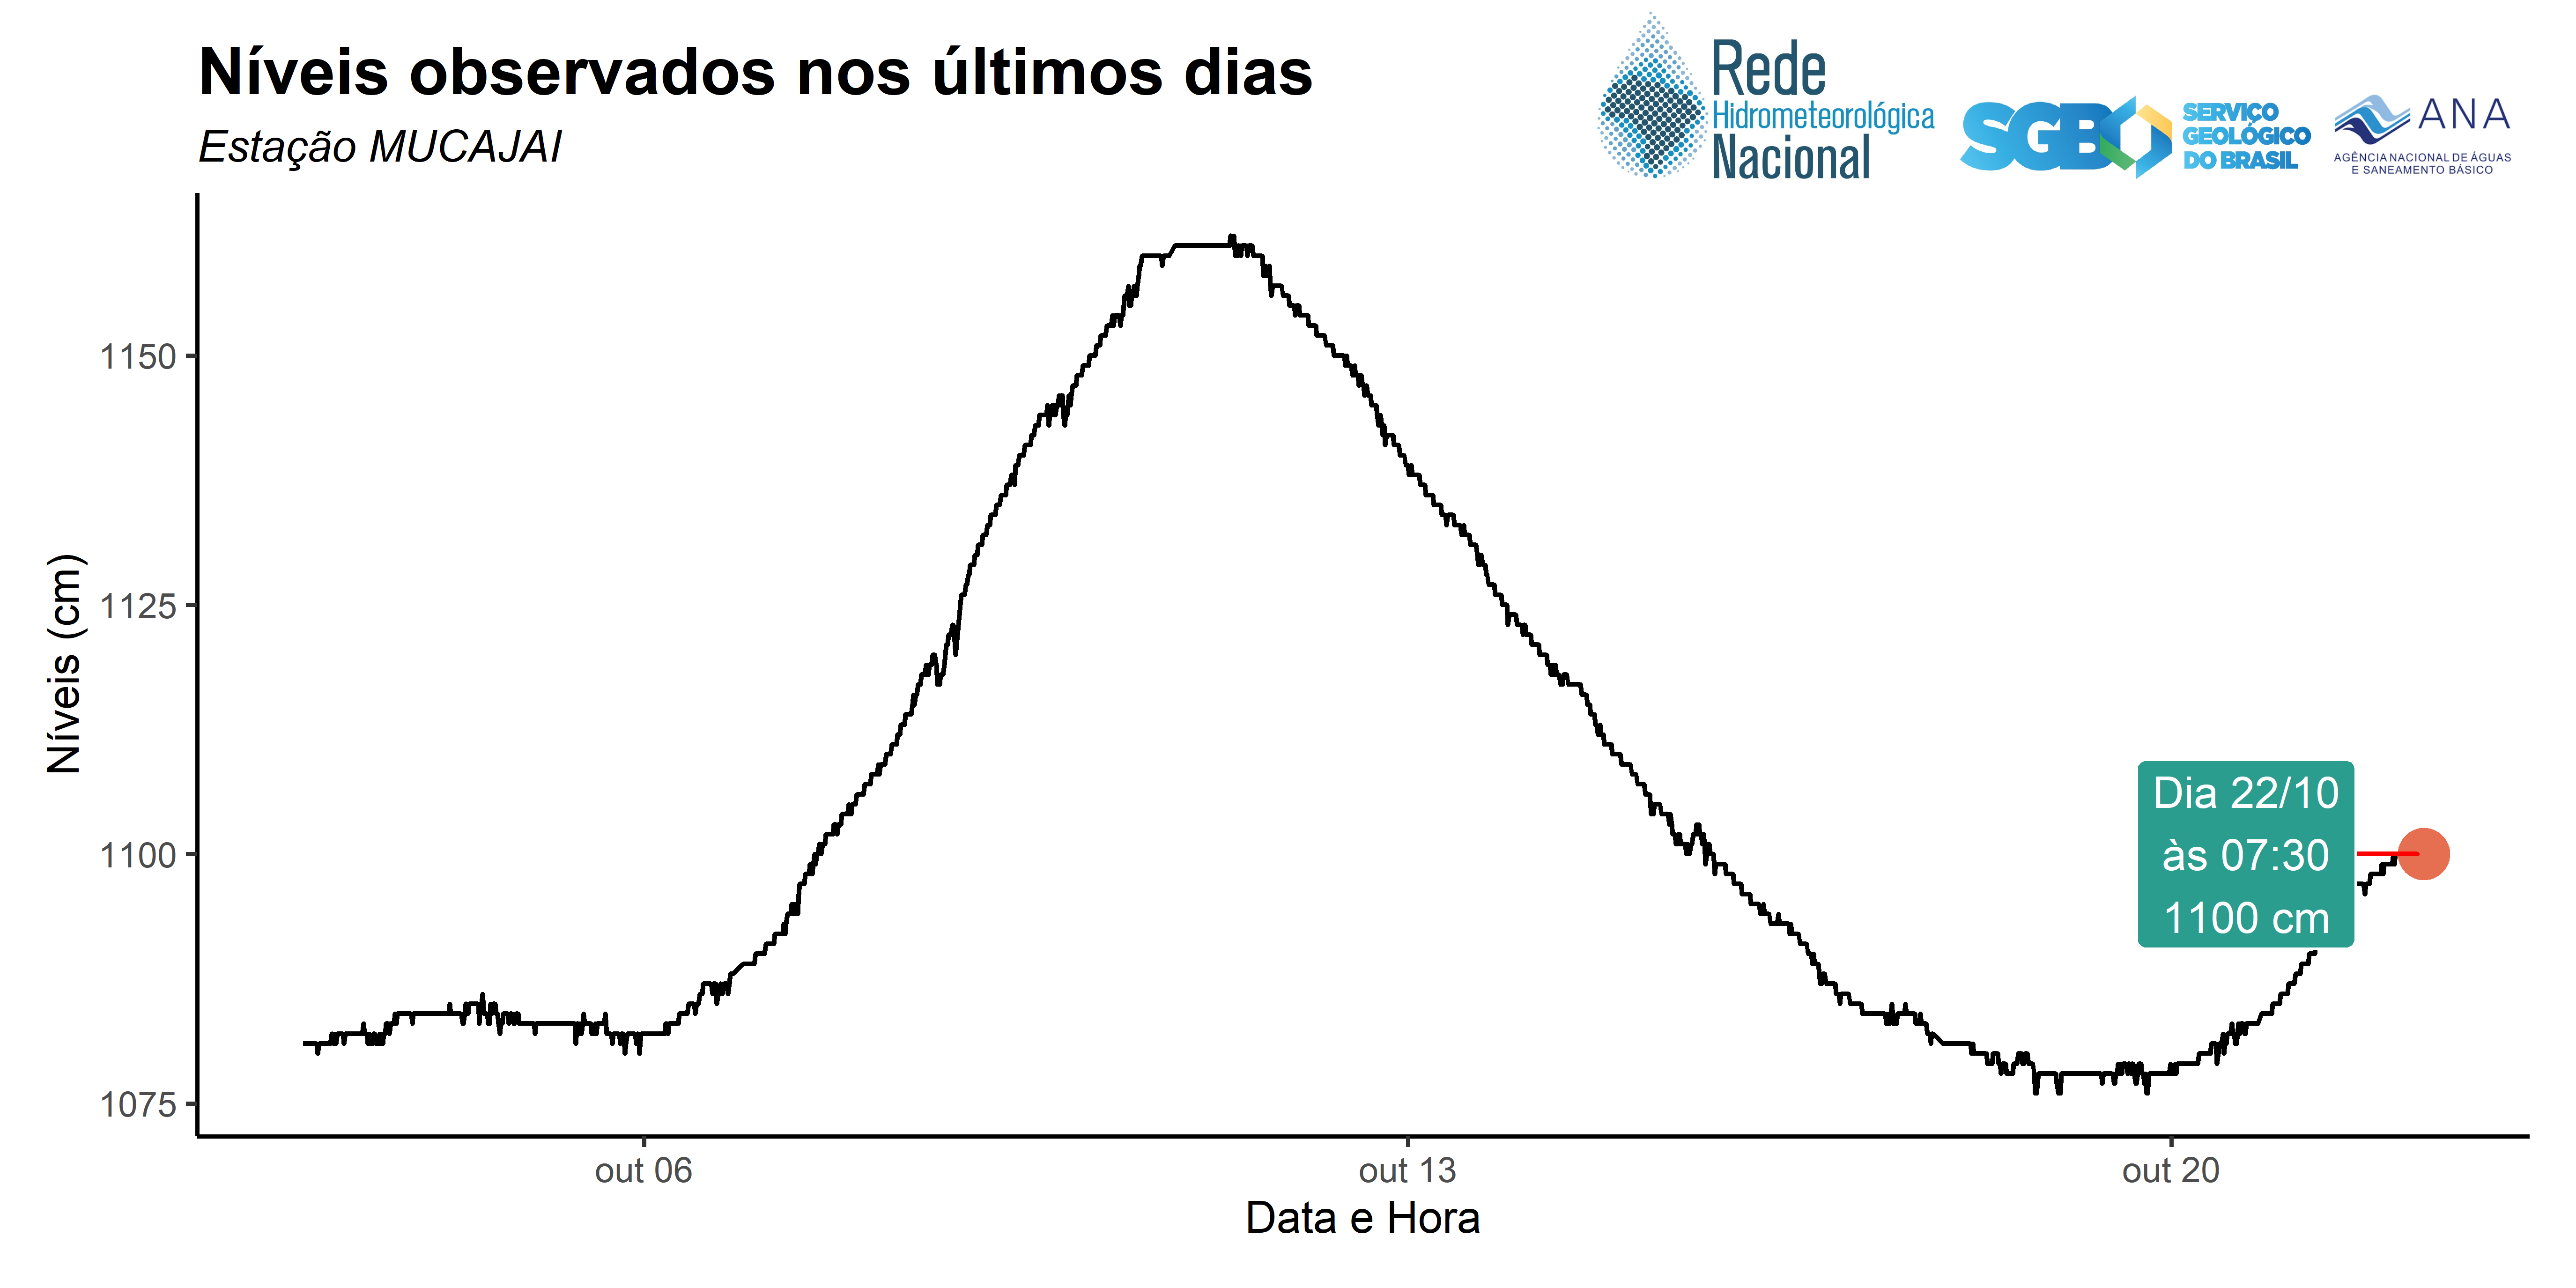 Níveis observados nos últimos dias
Estação MUCAJAI
Rede
Hidrometeorológica
Nacional
SGB
SERVIÇO
GEOLÓGICO
DO BRASIL
ANA
AGÊNCIA NACIONAL DE ÁGUAS
E SANEAMENTO BÁSICO
Níveis (cm)
1150
1125
1100
1075
Dia 22/10
às 07:30
1100 cm
out 06
out 13
out 20
Data e Hora